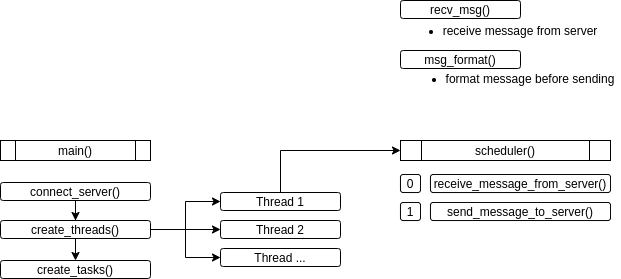 recv_msg()
• receive message from server
msg_format()
• format message before sending
main()
scheduler()
connect_server()
create_threads()
create_tasks()
Thread 1
Thread 2
Thread ...
0
receive_message_from_server()
1
send_message_to_server()